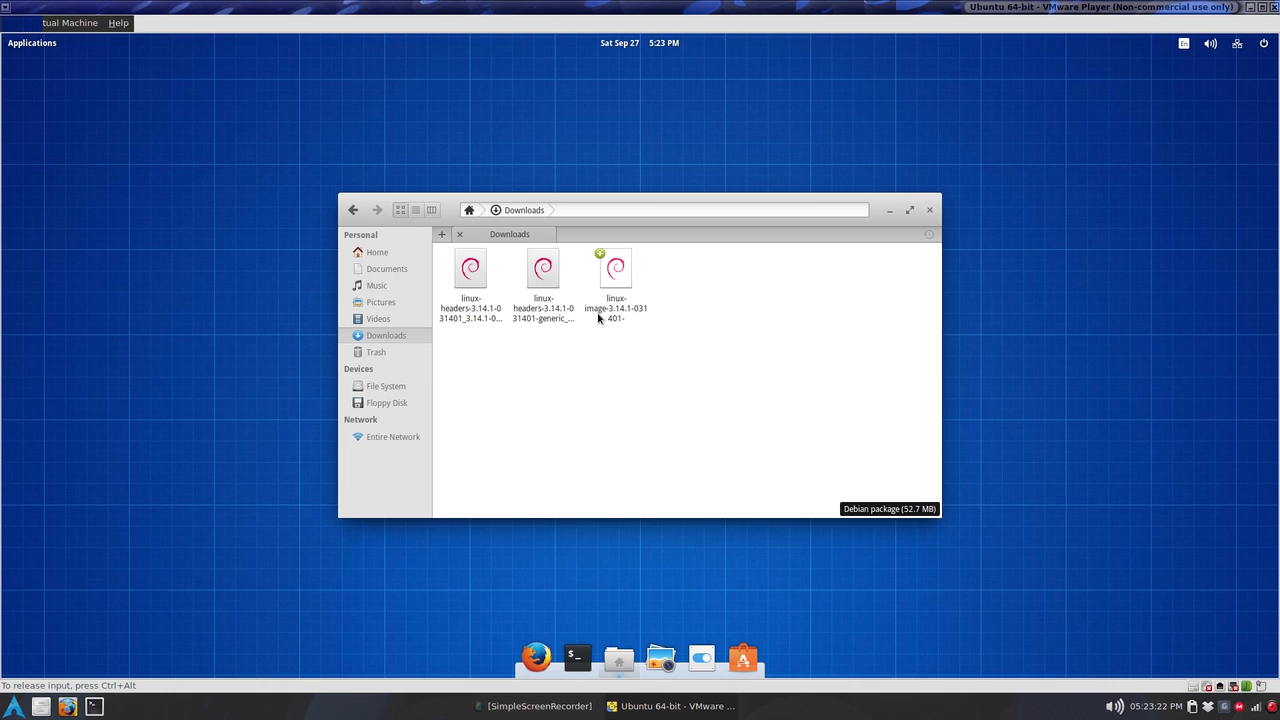 Ubuntu 64-bit - VMware Player (Non-commercial use only)
tual Machine Help
Applications
Sat Sep 27 5:23 PM
En
Downloads
Downloads
Personal
Home
Documents
Music
Pictures
Videos
Downloads
Trash
Devices
File System
Floppy Disk
Network
Entire Network
linux-
headers-3.14.1-0
31401_3.14.1-0...
linux-
headers-3.14.1-0
31401-generic_...
linux-
image-3.14.1-031
401-
Debian package (52.7 MB)
$_
To release input, press Ctrl+Alt
[SimpleScreenRecorder]
Ubuntu 64-bit - VMware ...
05:23:22 PM